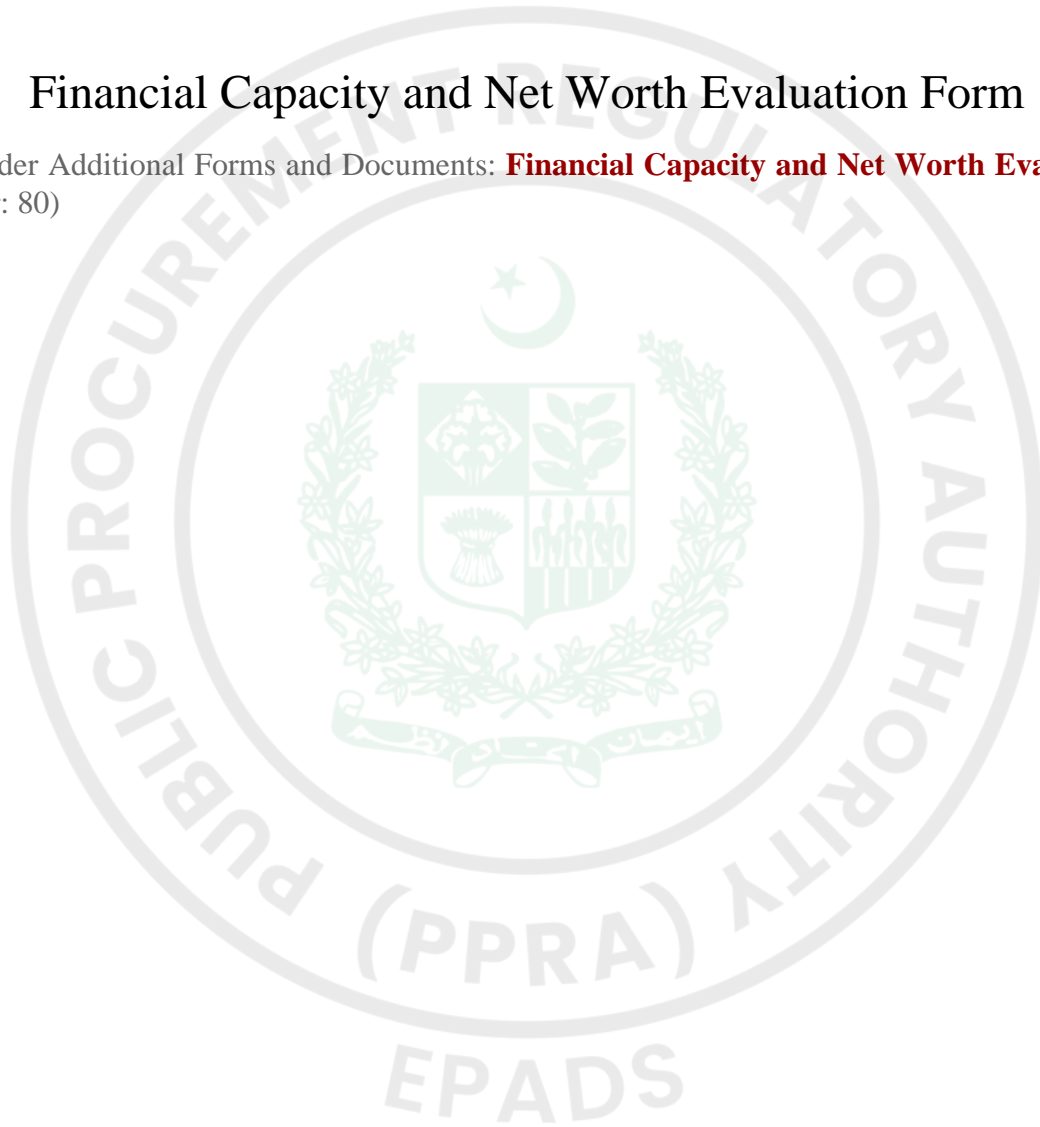 Financial Capacity and Net Worth Evaluation Form
der Additional Forms and Documents: Financial Capacity and Net Worth Eva
: 80)
PUBLIC PROCUREMENT REGULATORY AUTHORITY
(PPRA)
EPADS